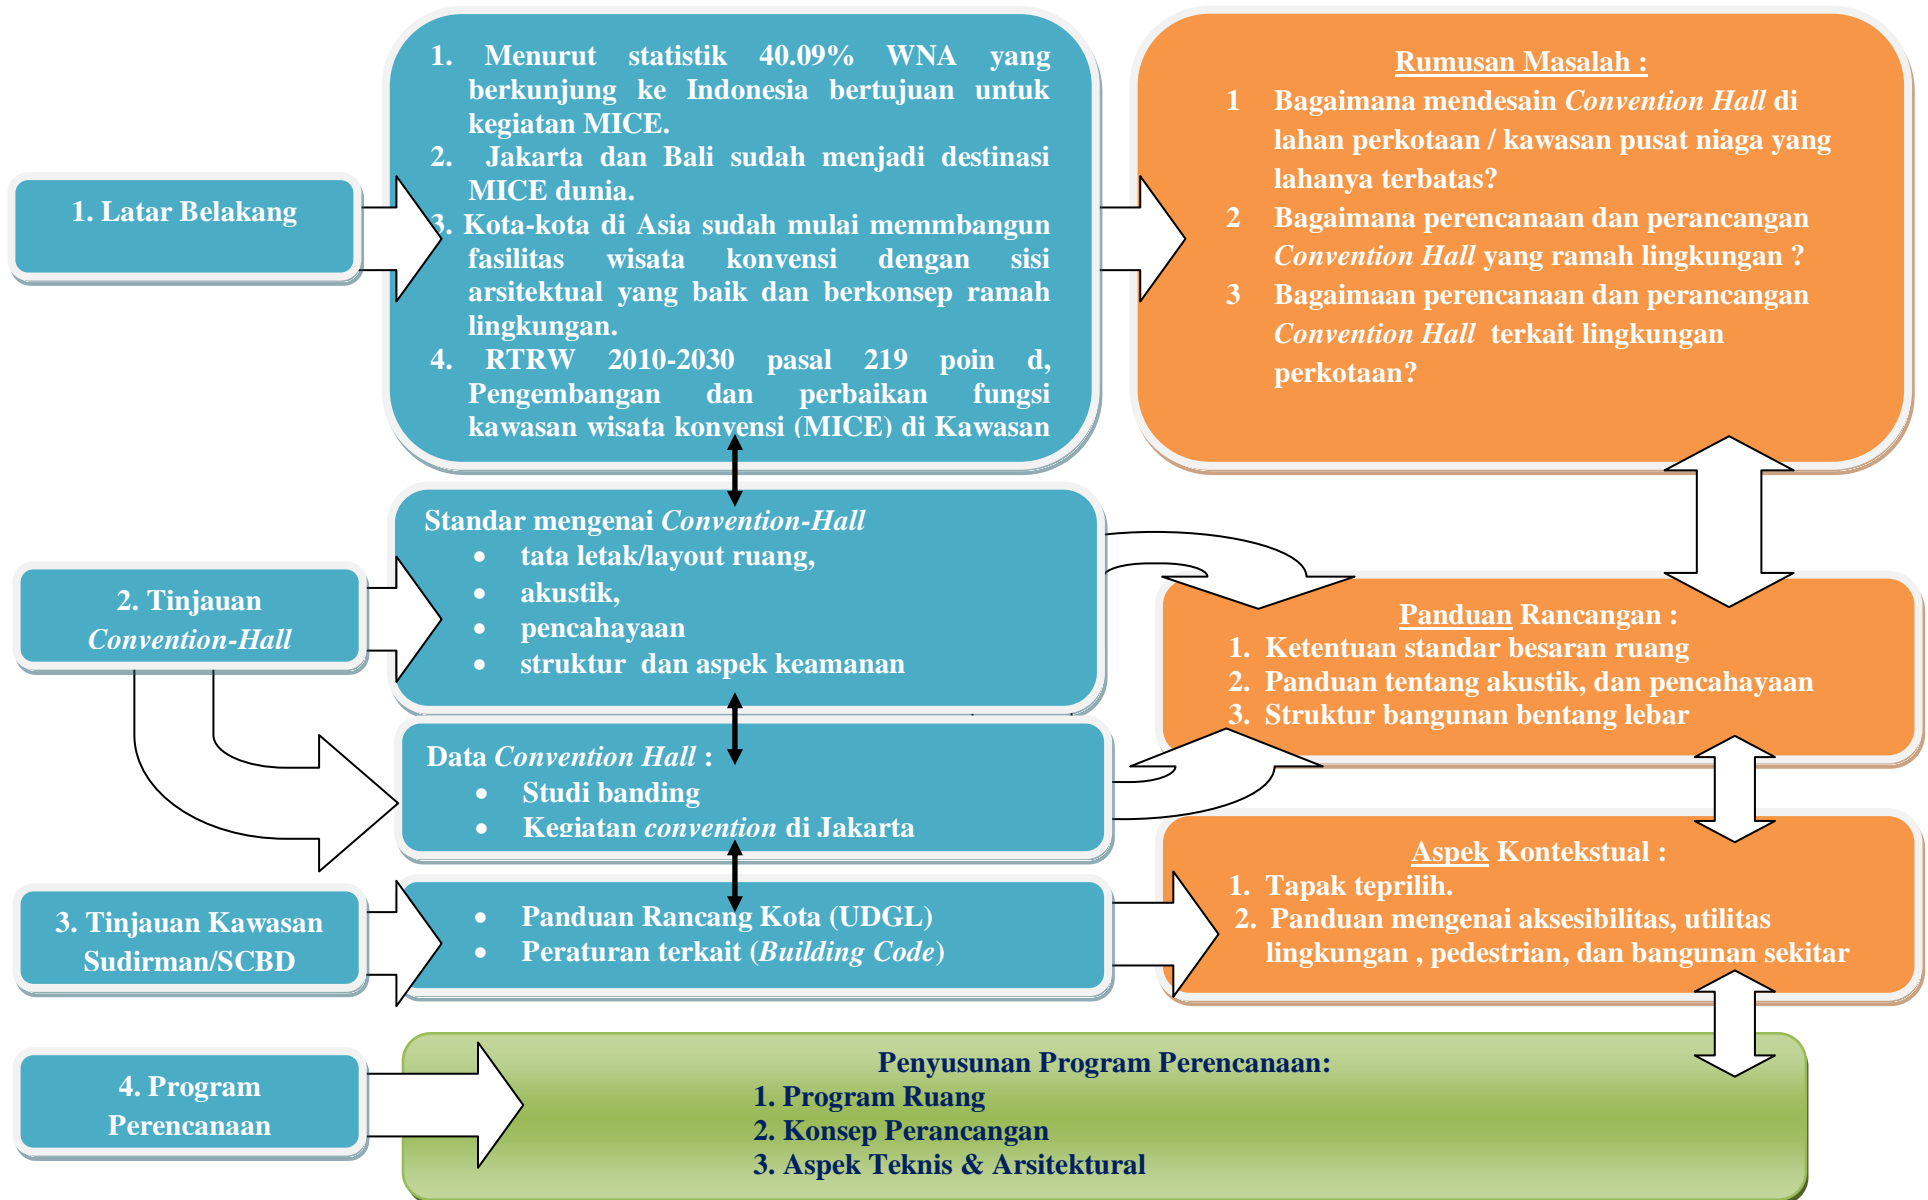 1. Latar Belakang
1. Menurut statistik 40.09% WNA yang
berkunjung ke Indonesia bertujuan untuk
kegiatan MICE.
2. Jakarta dan Bali sudah menjadi destinasi
MICE dunia.
3. Kota-kota di Asia sudah mulai memmbangun
fasilitas wisata konvensi dengan sisi
arsitektual yang baik dan berkonsep ramah
lingkungan.
4. RTRW 2010-2030 pasal 219 poin d,
Pengembangan dan perbaikan fungsi
kawasan wisata konvensi (MICE) di Kawasan
Rumusan Masalah :
1 Bagaimana mendesain Convention Hall di
lahan perkotaan / kawasan pusat niaga yang
lahanya terbatas?
2 Bagaimana perencanaan dan perancangan
Convention Hall yang ramah lingkungan ?
3 Bagaimaan perencanaan dan perancangan
Convention Hall terkait lingkungan
perkotaan?
2. Tinjauan
Convention-Hall
Standar mengenai Convention-Hall
• tata letak/layout ruang,
• akustik,
• pencahayaan
• struktur dan aspek keamanan
Data Convention Hall :
• Studi banding
• Kegiatan convention di Jakarta
Panduan Rancangan :
1. Ketentuan standar besaran ruang
2. Panduan tentang akustik, dan pencahayaan
3. Struktur bangunan bentang lebar
3. Tinjauan Kawasan
Sudirman/SCBD
• Panduan Rancang Kota (UDGL)
• Peraturan terkait (Building Code)
Aspek Kontekstual :
1. Tapak teprilih.
2. Panduan mengenai aksesibilitas, utilitas
lingkungan , pedestrian, dan bangunan sekitar
4. Program
Perencanaan
Penyusunan Program Perencanaan:
1. Program Ruang
2. Konsep Perancangan
3. Aspek Teknis & Arsitektural